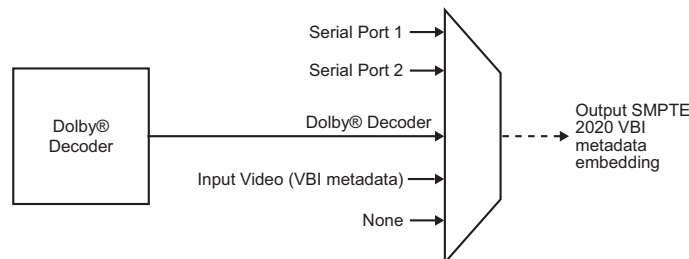 Serial Port 1
Serial Port 2
Dolby®
Decoder
Dolby® Decoder
Input Video (VBI metadata)
None
Output SMPTE
2020 VBI
metadata
embedding